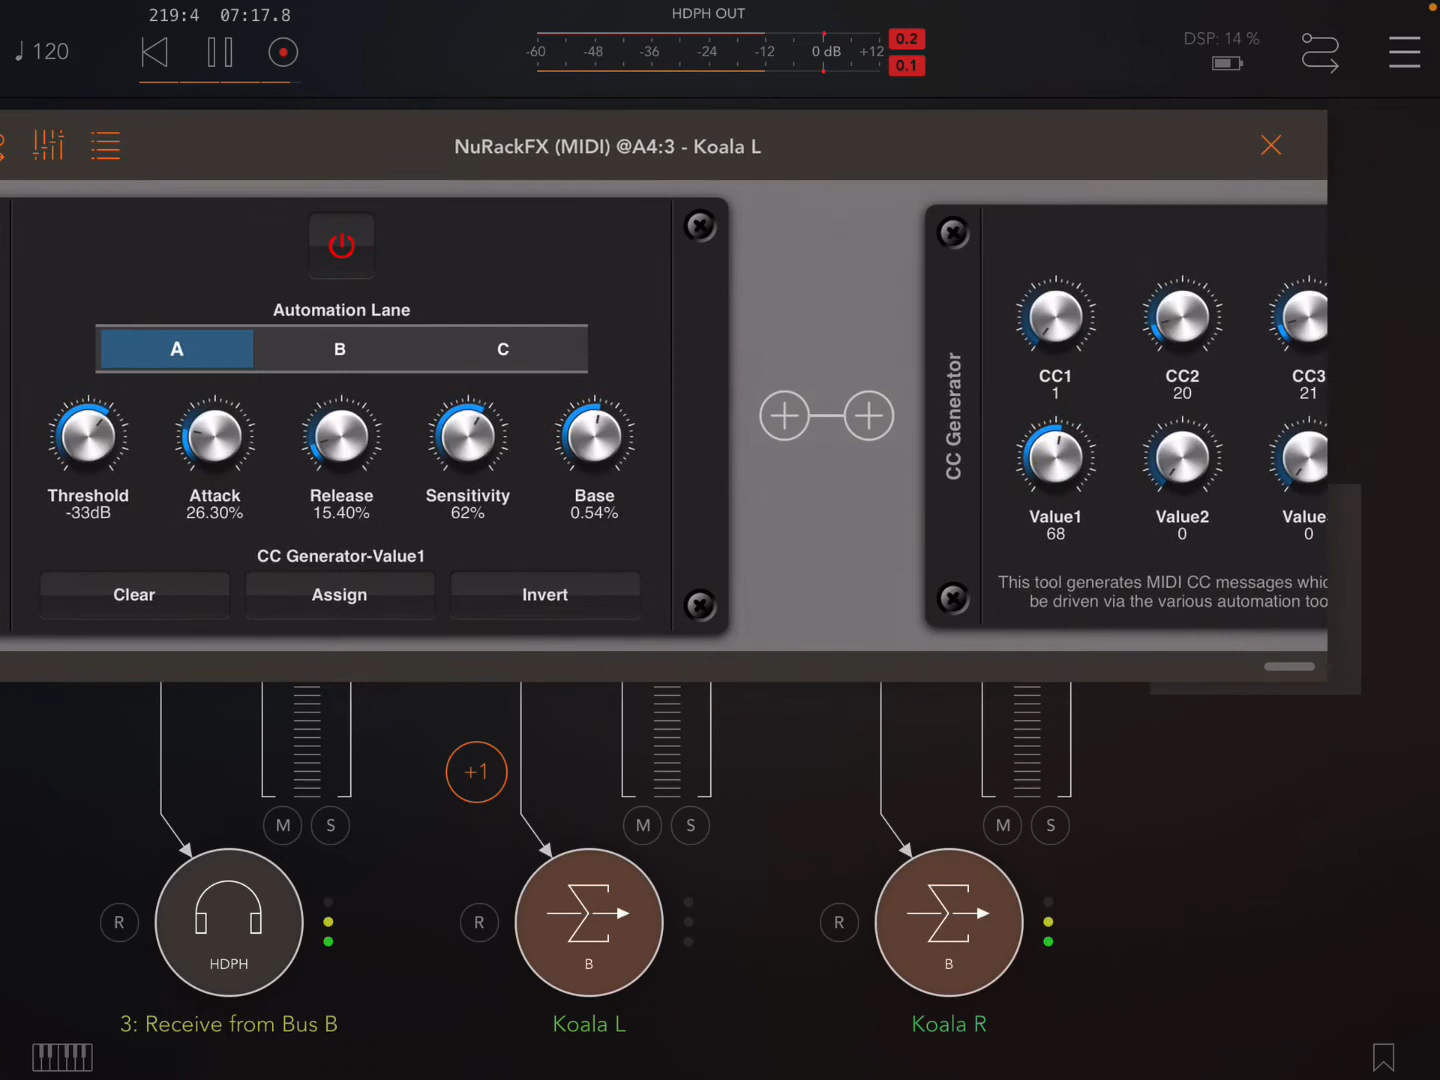 219:4 07:17.8
HDPH OUT
120
-60 -48 -36 -24 -12 0 dB +12
0.2
0.1
DSP: 14 %
NuRackFX (MIDI) @A4:3 - Koala L
Automation Lane
A B C
Threshold Attack Release Sensitivity Base
-33dB 26.30% 15.40% 62% 0.54%
CC Generator-Value1
Clear Assign Invert
CC Generator
CC1 CC2 CC3
1 20 21
Value1 Value2 Value
68 0 0
This tool generates MIDI CC messages whic
be driven via the various automation too
+1
M S M S M S
R R R
HDPH B B
3: Receive from Bus B Koala L Koala R